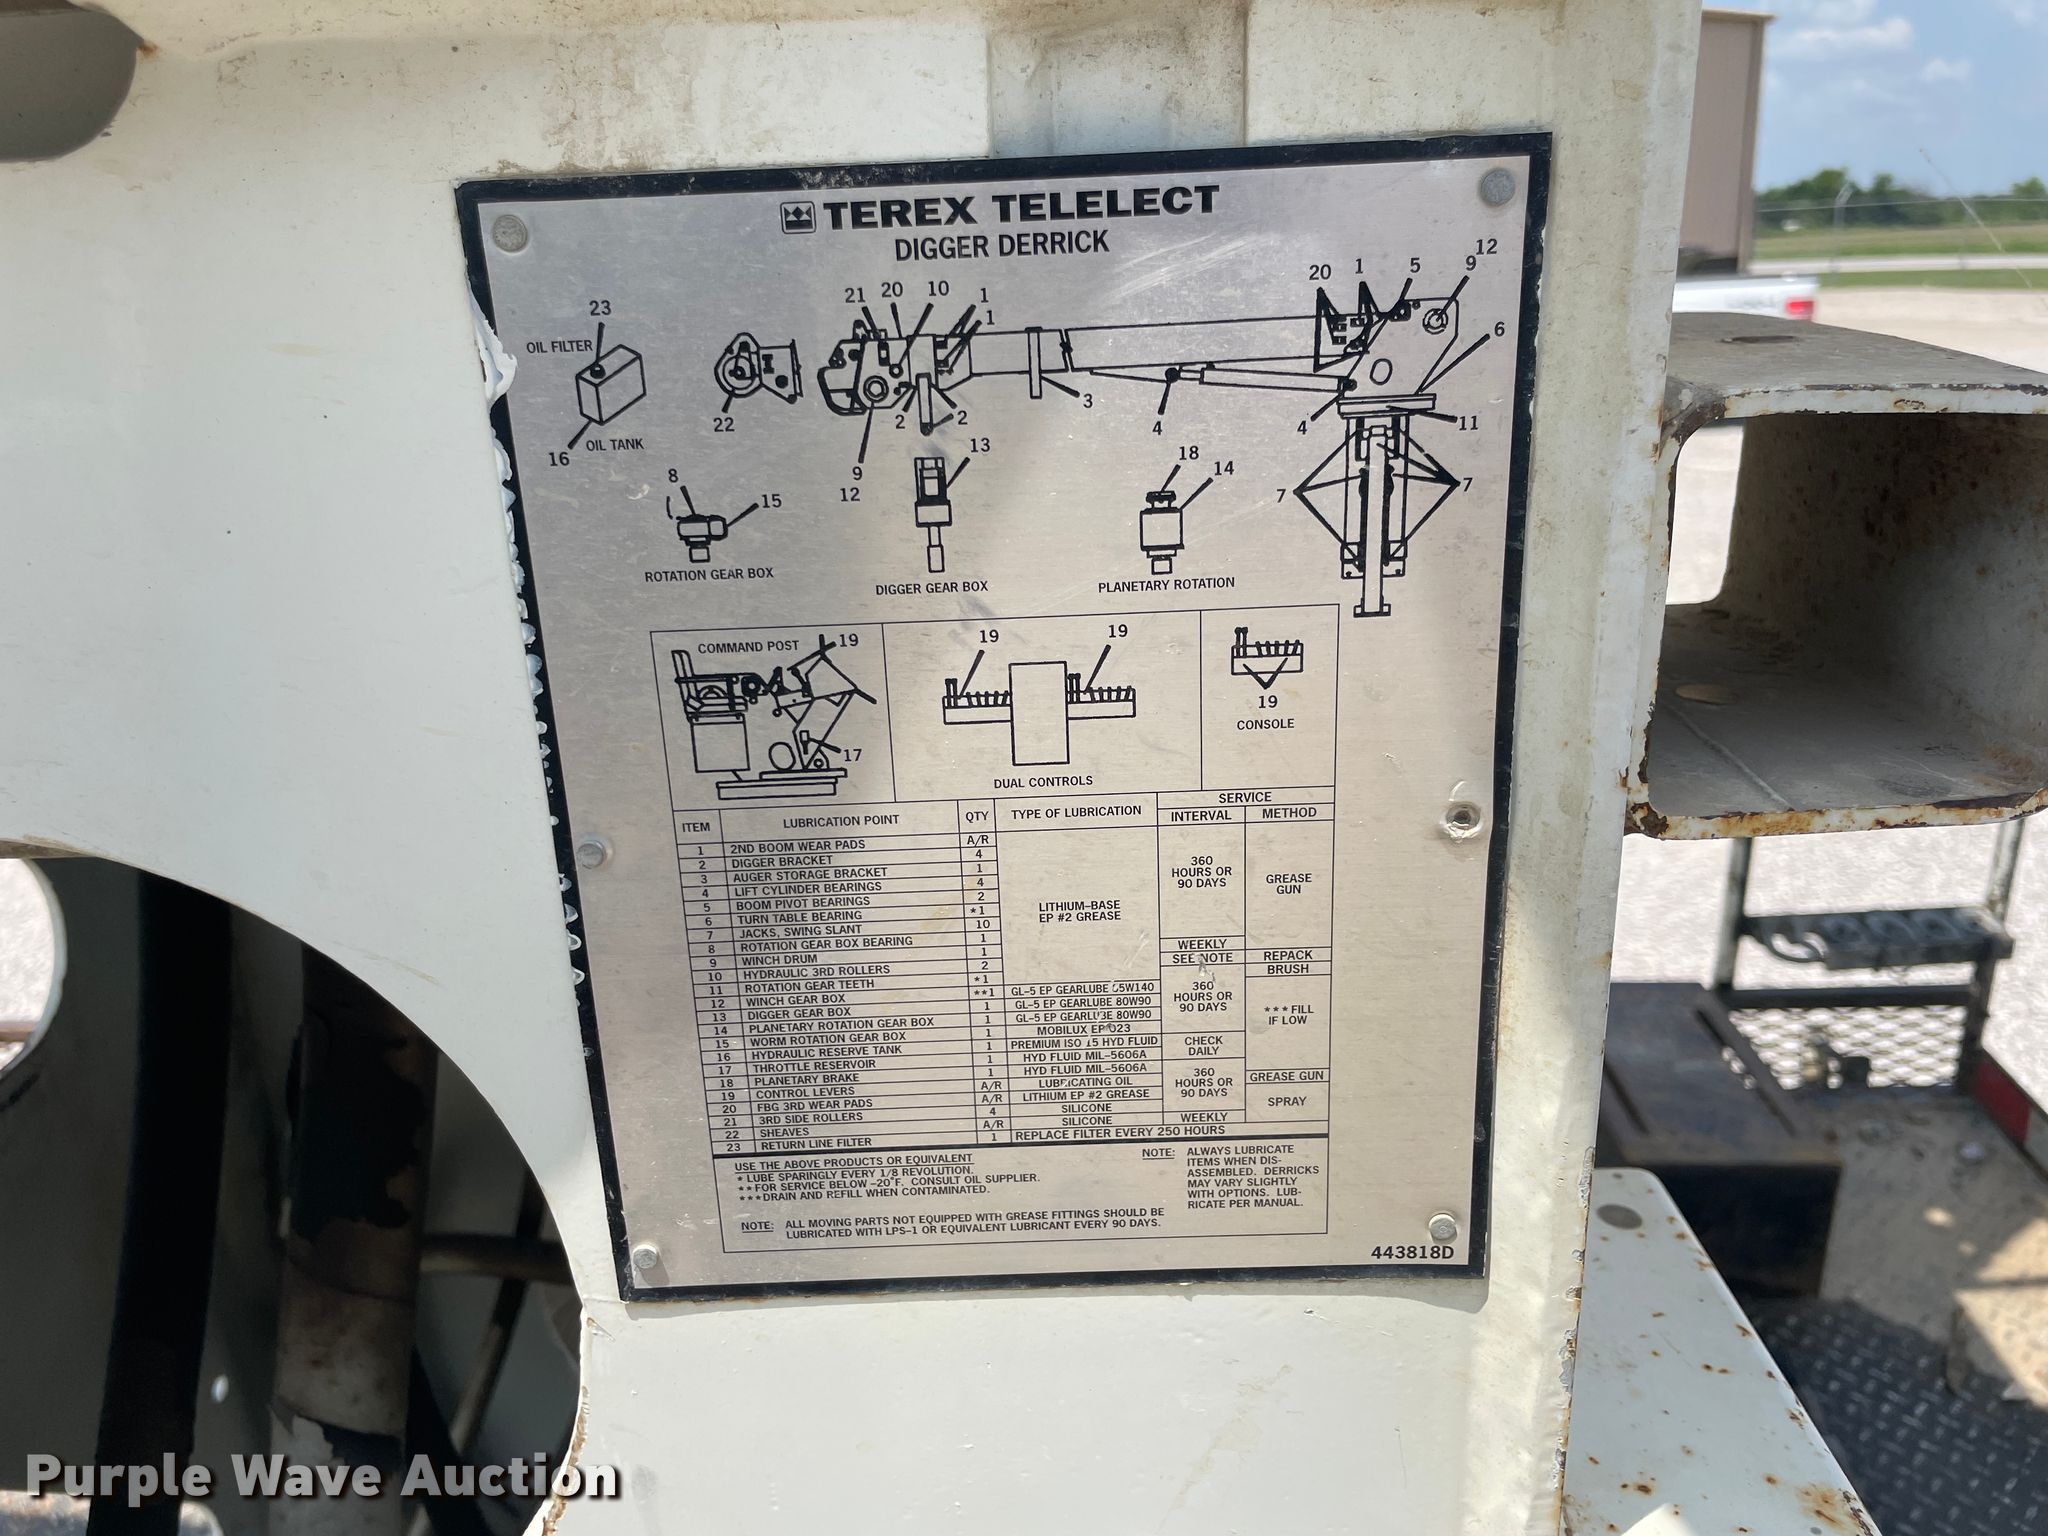 TEREX TELELECT
DIGGER DERRICK
23
OIL FILTER
16
OIL TANK
22
21
20
10
1
1
2
2
3
9
12
20
1
5
9
12
6
4
4
11
7
7
8
15
ROTATION GEAR BOX
13
DIGGER GEAR BOX
18
14
PLANETARY ROTATION
COMMAND POST
19
17
19
19
DUAL CONTROLS
19
CONSOLE
ITEM LUBRICATION POINT QTY TYPE OF LUBRICATION SERVICE
INTERVAL METHOD
1 2ND BOOM WEAR PADS A/R
2 DIGGER BRACKET 4
3 AUGER STORAGE BRACKET 1
4 LIFT CYLINDER BEARINGS 4
5 BOOM PIVOT BEARINGS 2
6 TURN TABLE BEARING *1
7 JACKS, SWING SLANT 10
8 ROTATION GEAR BOX BEARING 1
9 WINCH DRUM 1
10 HYDRAULIC 3RD ROLLERS 2
11 ROTATION GEAR TEETH *1
12 WINCH GEAR BOX **1 GL-5 EP GEARLUBE 5W140
13 DIGGER GEAR BOX 1 GL-5 EP GEARLUBE 80W90
14 PLANETARY ROTATION GEAR BOX 1 GL-5 EP GEARLUBE 80W90
15 WORM ROTATION GEAR BOX 1 MOBILUX EP 023
16 HYDRAULIC RESERVE TANK 1 PREMIUM ISO 15 HYD FLUID
17 THROTTLE RESERVOIR 1 HYD FLUID MIL-5606A
18 PLANETARY BRAKE 1 HYD FLUID MIL-5606A
19 CONTROL LEVERS A/R LUBRICATING OIL
20 FBG 3RD WEAR PADS A/R LITHIUM EP #2 GREASE
21 3RD SIDE ROLLERS 4 SILICONE
22 SHEAVES A/R SILICONE
23 RETURN LINE FILTER 1 REPLACE FILTER EVERY 250 HOURS
LITHIUM-BASE
EP #2 GREASE
360
HOURS OR
90 DAYS
WEEKLY
SEE NOTE
360
HOURS OR
90 DAYS
CHECK
DAILY
360
HOURS OR
90 DAYS
WEEKLY
GREASE
GUN
REPACK
BRUSH
***FILL
IF LOW
GREASE GUN
SPRAY
USE THE ABOVE PRODUCTS OR EQUIVALENT
* LUBE SPARINGLY EVERY 1/8 REVOLUTION.
**FOR SERVICE BELOW -20°F. CONSULT OIL SUPPLIER.
***DRAIN AND REFILL WHEN CONTAMINATED.
NOTE: ALWAYS LUBRICATE
ITEMS WHEN DIS-
ASSEMBLED. DERRICKS
MAY VARY SLIGHTLY
WITH OPTIONS. LUB-
RICATE PER MANUAL.
NOTE: ALL MOVING PARTS NOT EQUIPPED WITH GREASE FITTINGS SHOULD BE
LUBRICATED WITH LPS-1 OR EQUIVALENT LUBRICANT EVERY 90 DAYS.
443818D
Purple Wave Auction